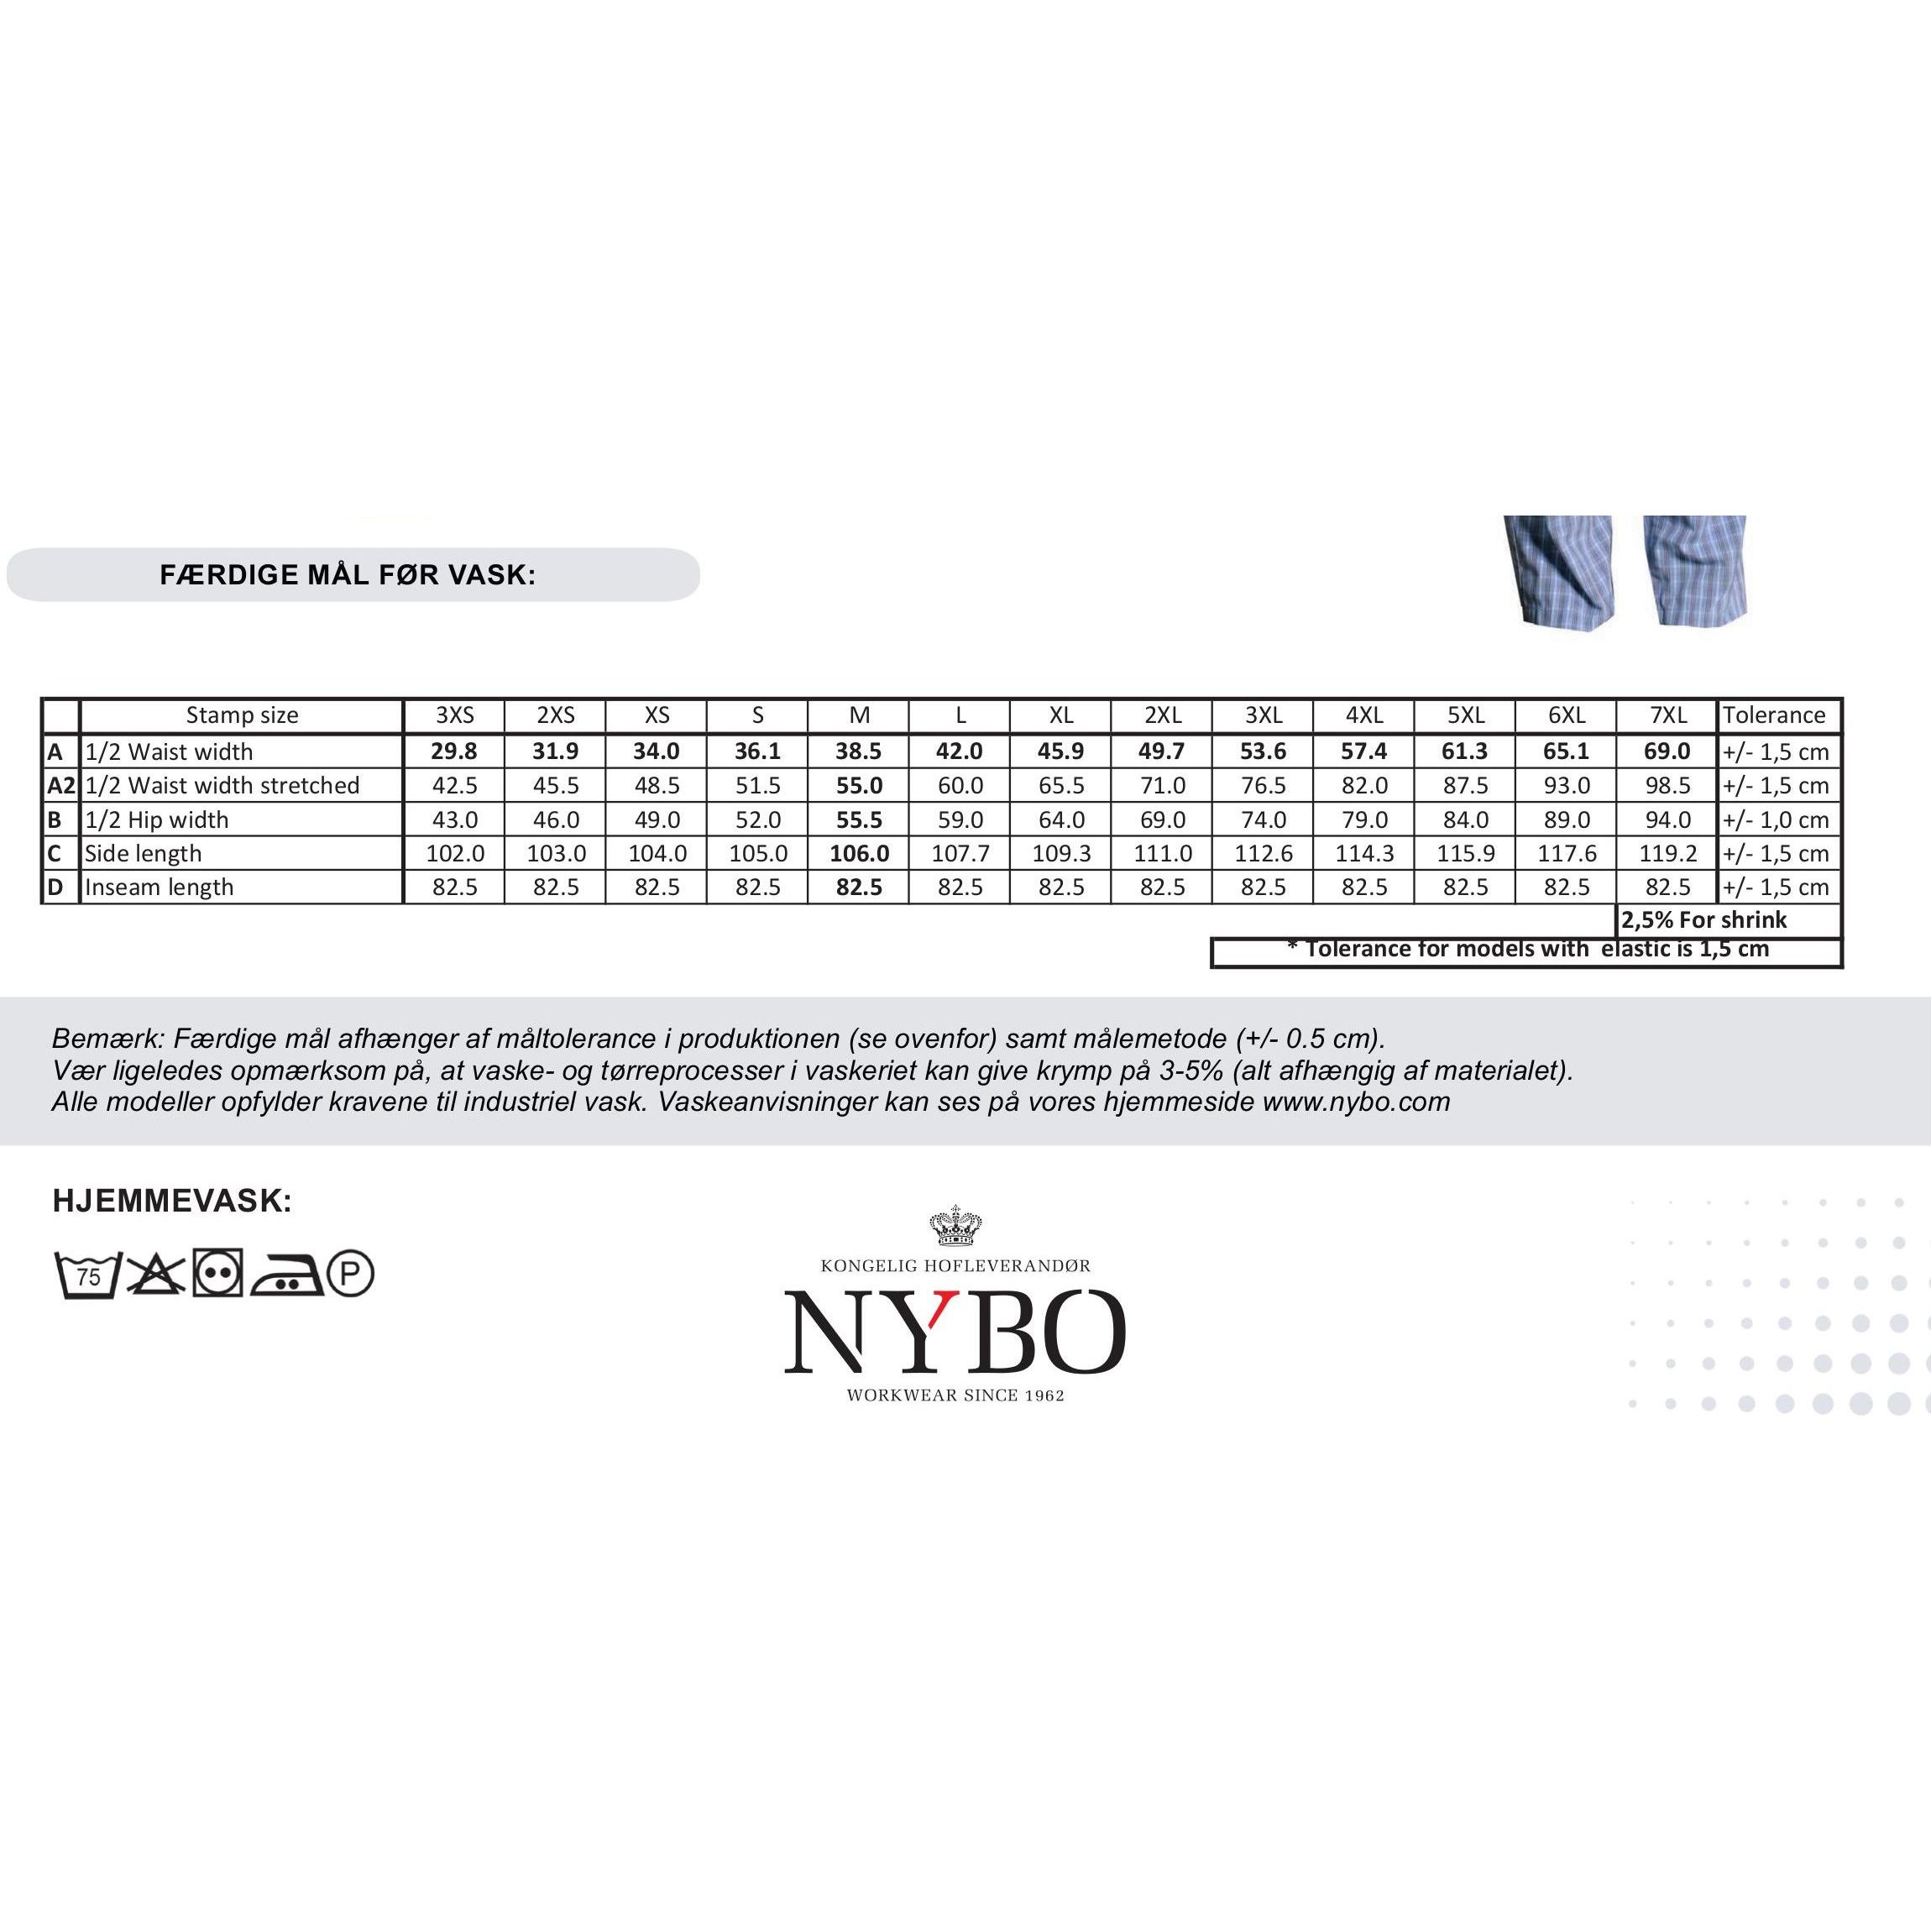 FÆRDIGE MÅL FØR VASK:
Stamp size 3XS 2XS XS S M L XL 2XL 3XL 4XL 5XL 6XL 7XL Tolerance
A 1/2 Waist width 29.8 31.9 34.0 36.1 38.5 42.0 45.9 49.7 53.6 57.4 61.3 65.1 69.0 +/- 1,5 cm
A2 1/2 Waist width stretched 42.5 45.5 48.5 51.5 55.0 60.0 65.5 71.0 76.5 82.0 87.5 93.0 98.5 +/- 1,5 cm
B 1/2 Hip width 43.0 46.0 49.0 52.0 55.5 59.0 64.0 69.0 74.0 79.0 84.0 89.0 94.0 +/- 1,0 cm
C Side length 102.0 103.0 104.0 105.0 106.0 107.7 109.3 111.0 112.6 114.3 115.9 117.6 119.2 +/- 1,5 cm
D Inseam length 82.5 82.5 82.5 82.5 82.5 82.5 82.5 82.5 82.5 82.5 82.5 82.5 82.5 +/- 1,5 cm
2,5% For shrink
* Tolerance for models with elastic is 1,5 cm
Bemærk: Færdige mål afhænger af måltolerance i produktionen (se ovenfor) samt målemetode (+/- 0.5 cm).
Vær ligeledes opmærksom på, at vaske- og tørreprocesser i vaskeriet kan give krymp på 3-5% (alt afhængig af materialet).
Alle modeller opfylder kravene til industriel vask. Vaskeanvisninger kan ses på vores hjemmeside www.nybo.com
HJEMMEVASK:
75 P
KONGELIG HOFLEVERANDØR
NYBO
WORKWEAR SINCE 1962